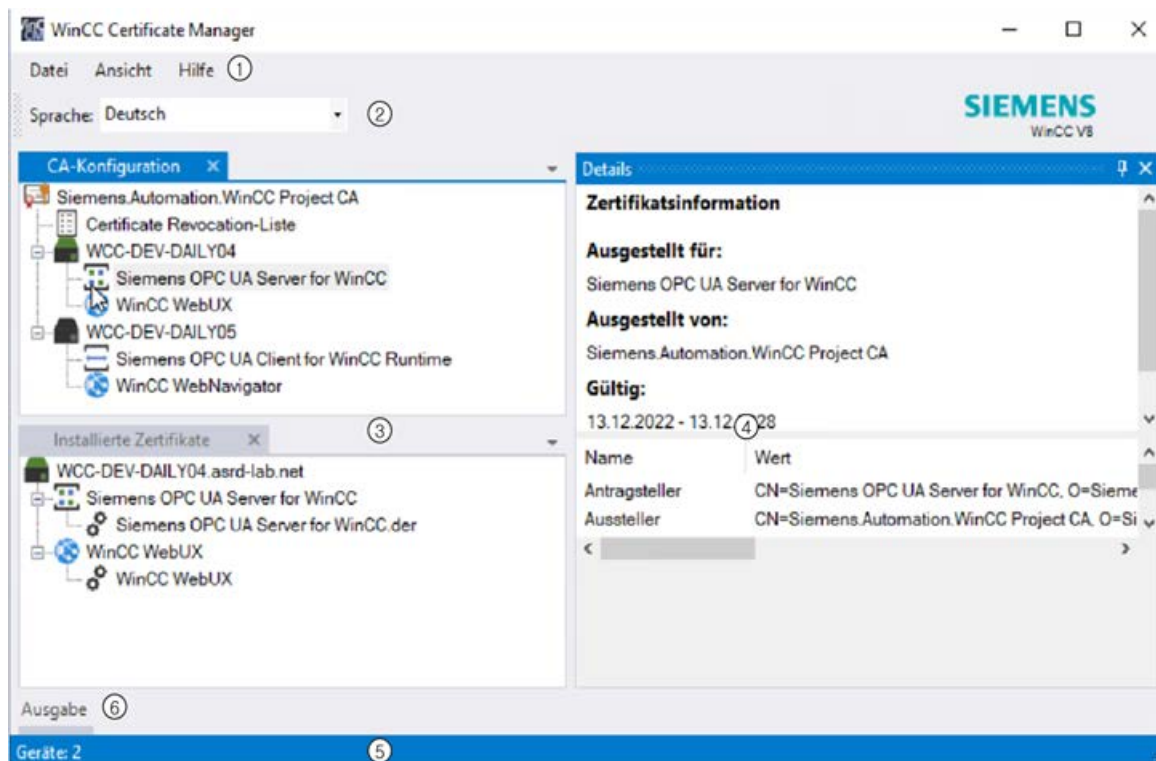 WinCC Certificate Manager
Datei Ansicht Hilfe ①
Sprache: Deutsch ②
SIEMENS
WinCC V8
CA-Konfiguration
Siemens.Automation.WinCC Project CA
Certificate Revocation-Liste
WCC-DEV-DAILY04
Siemens OPC UA Server for WinCC
WinCC WebUX
WCC-DEV-DAILY05
Siemens OPC UA Client for WinCC Runtime
WinCC WebNavigator
③
Installierte Zertifikate
WCC-DEV-DAILY04.asrd-lab.net
Siemens OPC UA Server for WinCC
Siemens OPC UA Server for WinCC.der
WinCC WebUX
WinCC WebUX
Details
Zertifikatsinformation
Ausgestellt für:
Siemens OPC UA Server for WinCC
Ausgestellt von:
Siemens.Automation.WinCC Project CA
Gültig:
13.12.2022 - 13.12 ④ 28
Name Wert
Antragsteller CN=Siemens OPC UA Server for WinCC, O=Sieme
Aussteller CN=Siemens.Automation.WinCC Project CA, O=Si
Ausgabe ⑥
Geräte: 2 ⑤